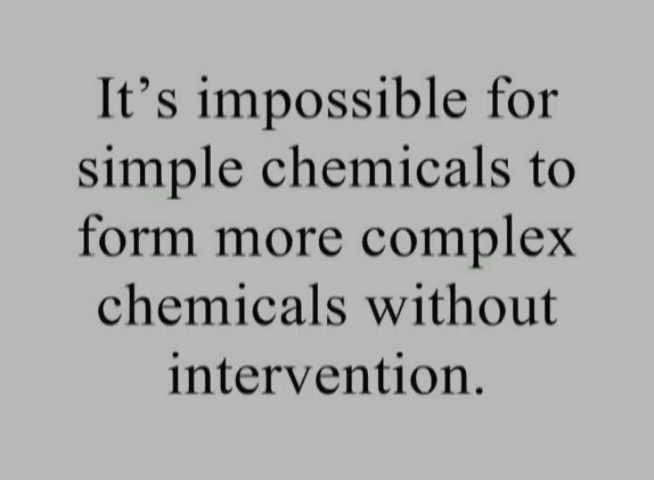 It’s impossible for
simple chemicals to
form more complex
chemicals without
intervention.